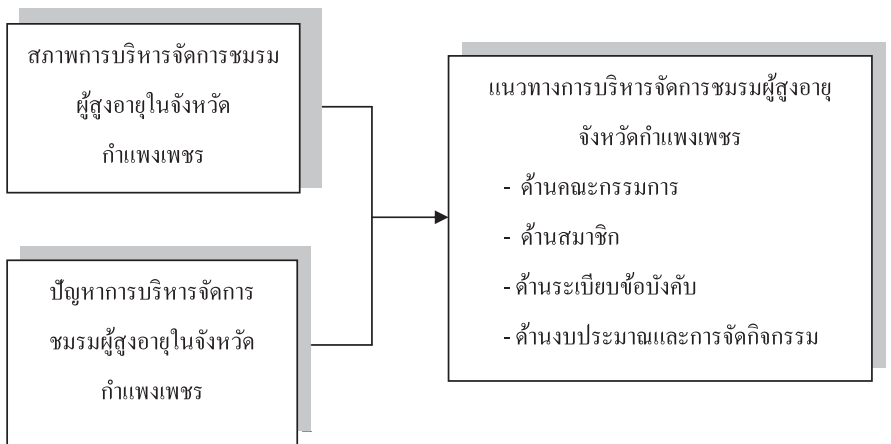 สภาพการบริหารจัดการชมรม
ผู้สูงอายุในจังหวัด
กำแพงเพชร
ปัญหาการบริหารจัดการ
ชมรมผู้สูงอายุในจังหวัด
กำแพงเพชร
แนวทางการบริหารจัดการชมรมผู้สูงอายุ
จังหวัดกำแพงเพชร
- ด้านคณะกรรมการ
- ด้านสมาชิก
- ด้านระเบียบข้อบังคับ
- ด้านงบประมาณและการจัดกิจกรรม